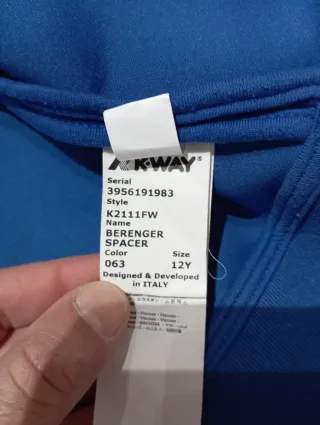 K-WAY®
Serial
3956191983
Style
K2111FW
Name
BERENGER
SPACER
Color Size
063 12Y
Designed & Developed
in ITALY